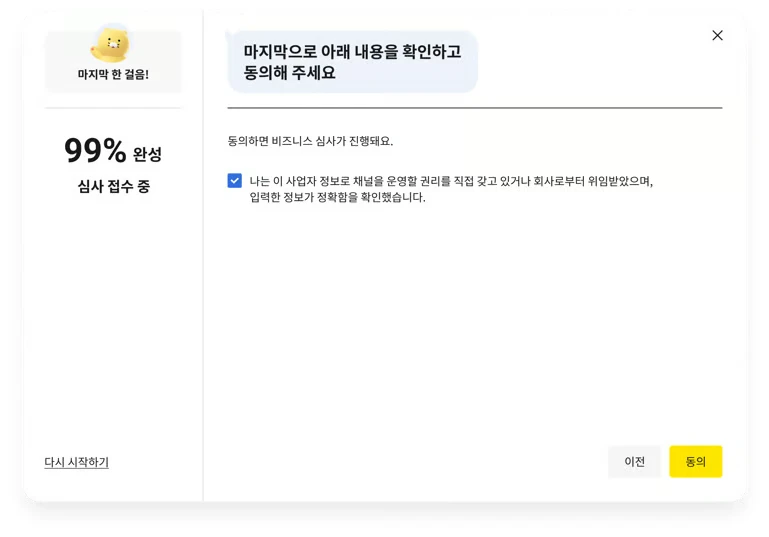 마지막 한 걸음!
99% 완성
심사 접수 중
다시 시작하기
마지막으로 아래 내용을 확인하고
동의해 주세요
동의하면 비즈니스 심사가 진행돼요.
나는 이 사업자 정보로 채널을 운영할 권리를 직접 갖고 있거나 회사로부터 위임받았으며,
입력한 정보가 정확함을 확인했습니다.
이전
동의